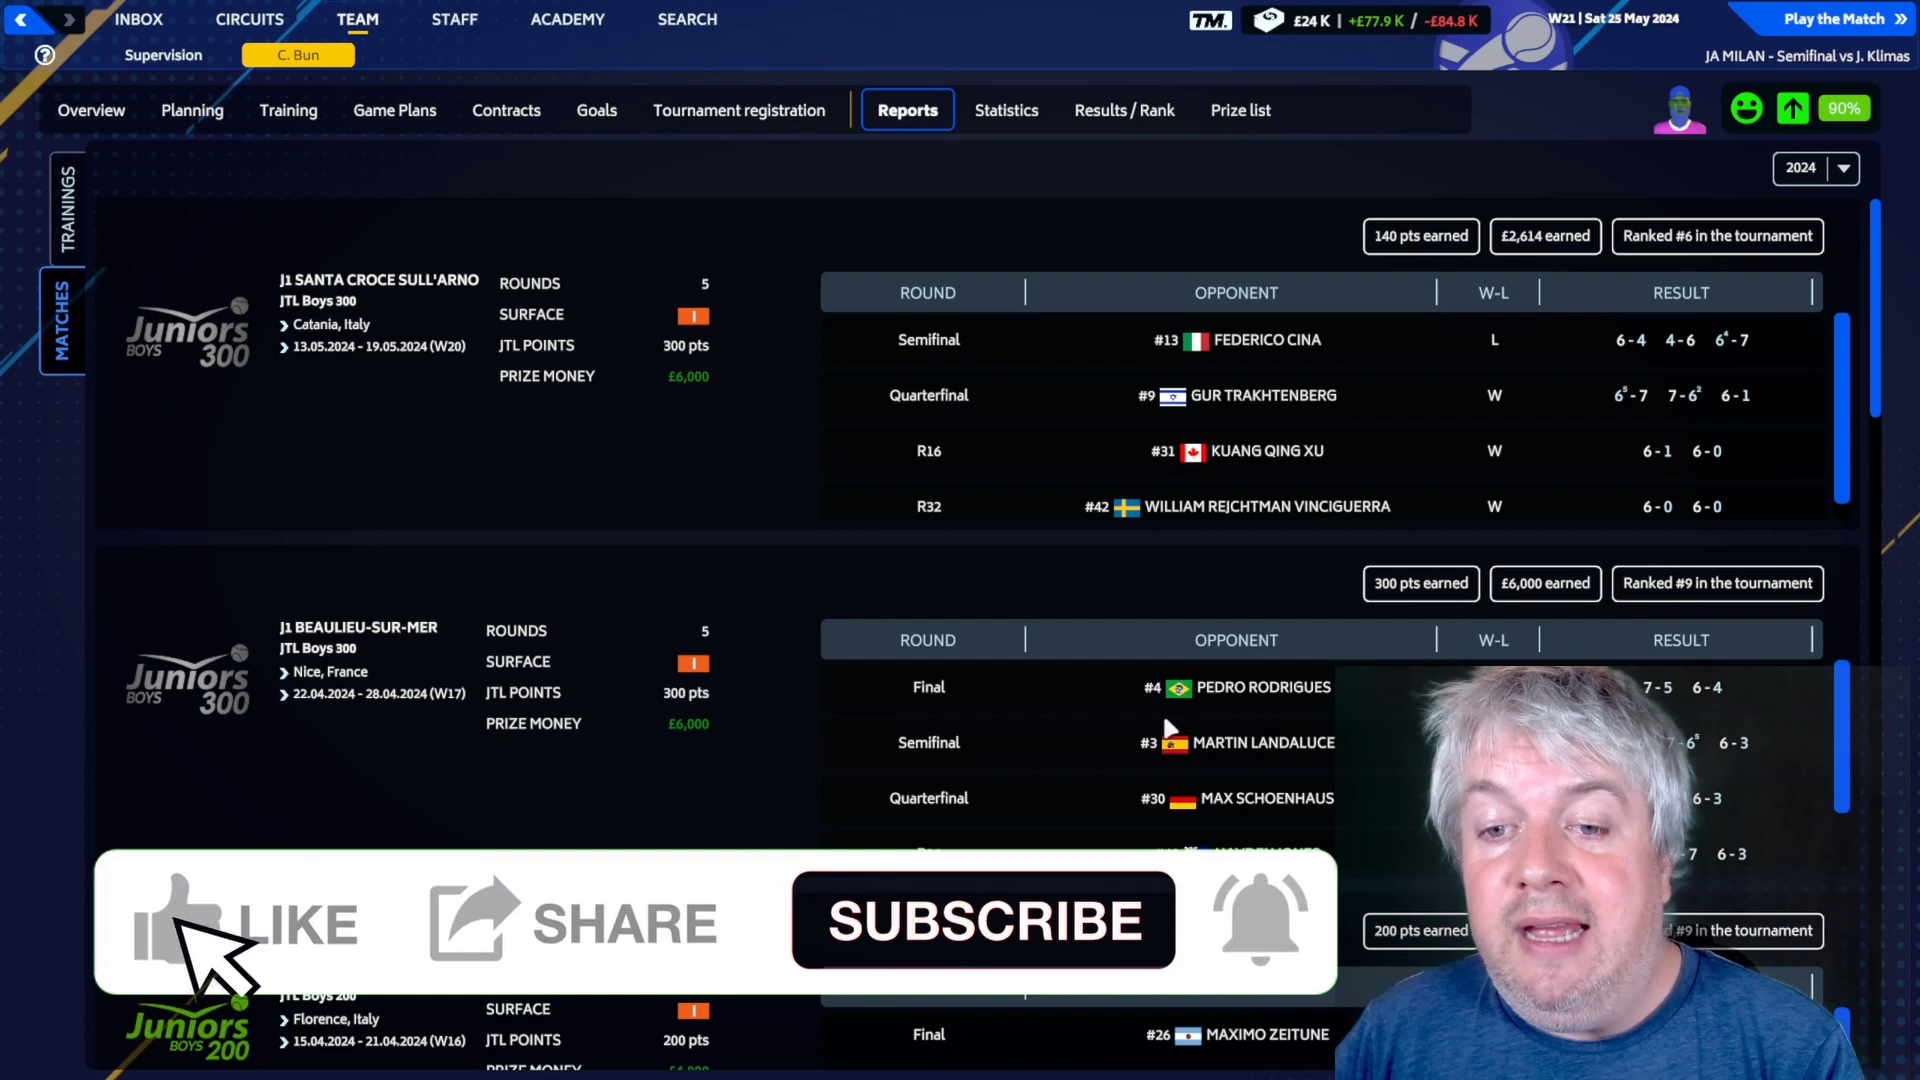 INBOX CIRCUITS TEAM STAFF ACADEMY SEARCH
TM. £24 K | +£77.9 K / -£84.8 K W21 | Sat 25 May 2024 Play the Match
Supervision C. Bun JA MILAN - Semifinal vs J. Klimas
Overview Planning Training Game Plans Contracts Goals Tournament registration Reports Statistics Results / Rank Prize list 90%
TRAININGS
MATCHES
2024
140 pts earned £2,614 earned Ranked #6 in the tournament
Juniors
BOYS 300
J1 SANTA CROCE SULL'ARNO
JTL Boys 300
Catania, Italy
13.05.2024 - 19.05.2024 (W20)
ROUNDS 5
SURFACE I
JTL POINTS 300 pts
PRIZE MONEY £6,000
ROUND OPPONENT W-L RESULT
Semifinal #13 FEDERICO CINA L 6 - 4 4 - 6 6⁴ - 7
Quarterfinal #9 GUR TRAKHTENBERG W 6⁵ - 7 7 - 6² 6 - 1
R16 #31 KUANG QING XU W 6 - 1 6 - 0
R32 #42 WILLIAM REJCHTMAN VINCIGUERRA W 6 - 0 6 - 0
300 pts earned £6,000 earned Ranked #9 in the tournament
Juniors
BOYS 300
J1 BEAULIEU-SUR-MER
JTL Boys 300
Nice, France
22.04.2024 - 28.04.2024 (W17)
ROUNDS 5
SURFACE I
JTL POINTS 300 pts
PRIZE MONEY £6,000
ROUND OPPONENT W-L RESULT
Final #4 PEDRO RODRIGUES 7 - 5 6 - 4
Semifinal #3 MARTIN LANDALUCE 7 - 6⁵ 6 - 3
Quarterfinal #30 MAX SCHOENHAUS 6 - 3
7 6 - 3
LIKE SHARE SUBSCRIBE
200 pts earned #9 in the tournament
Juniors
BOYS 200
JTL Boys 200
Florence, Italy
15.04.2024 - 21.04.2024 (W16)
SURFACE I
JTL POINTS 200 pts
PRIZE MONEY
Final #26 MAXIMO ZEITUNE